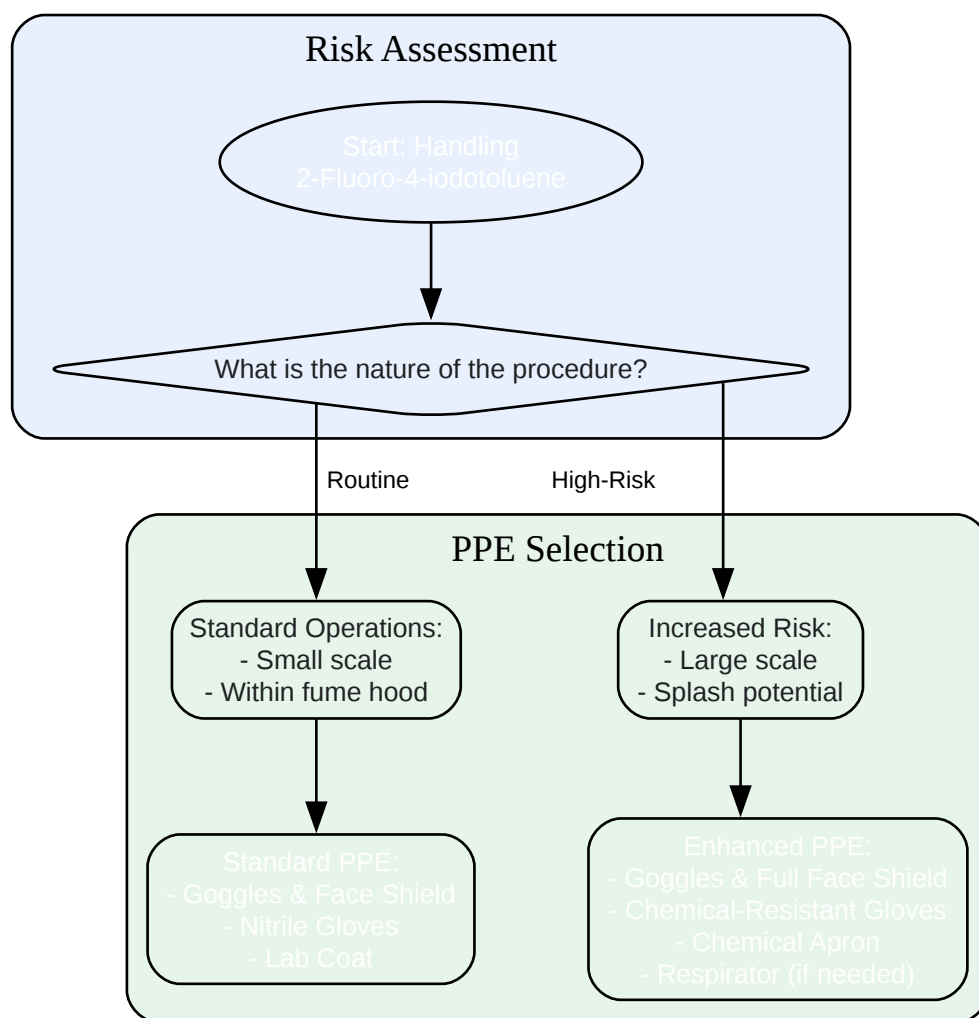 Risk Assessment
Start: Handling
2-Fluoro-4-iodotoluene
What is the nature of the procedure?
Routine
High-Risk
PPE Selection
Standard Operations:
- Small scale
- Within fume hood
Increased Risk:
- Large scale
- Splash potential
Standard PPE:
- Goggles & Face Shield
- Nitrile Gloves
- Lab Coat
Enhanced PPE:
- Goggles & Full Face Shield
- Chemical-Resistant Gloves
- Chemical Apron
- Respirator (if needed)